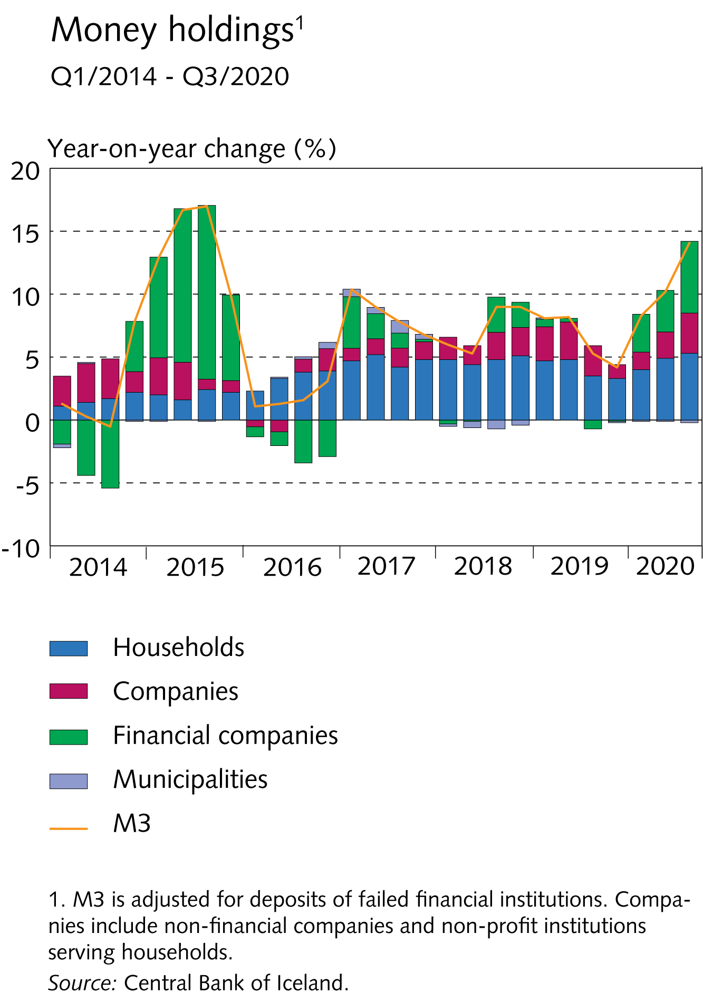 Money holdings¹
Q1/2014 - Q3/2020
Year-on-year change (%)
20
15
10
5
0
-5
-10
2014 2015 2016 2017 2018 2019 2020
Households
Companies
Financial companies
Municipalities
M3
1. M3 is adjusted for deposits of failed financial institutions. Compa-
nies include non-financial companies and non-profit institutions
serving households.
Source: Central Bank of Iceland.